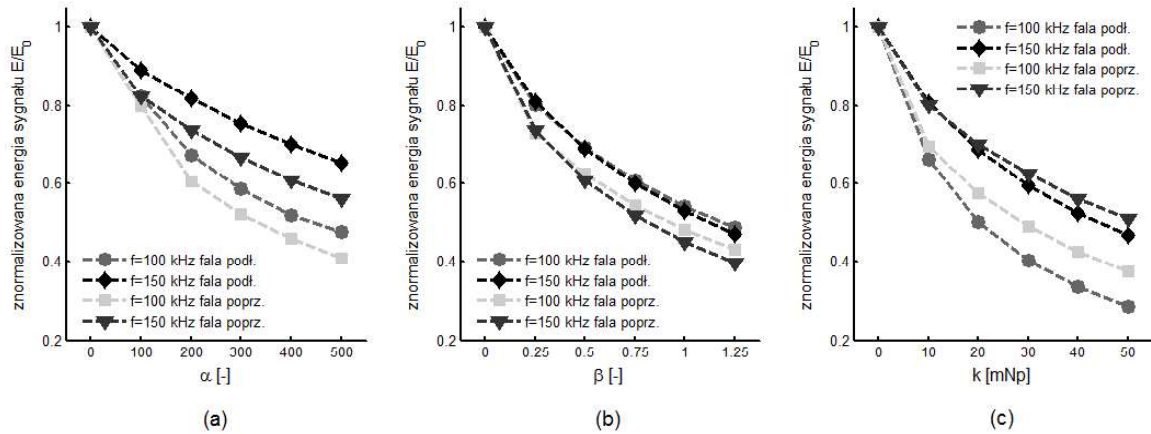 znormalizowana energia sygnału E/E0
1
0.8
0.6
0.4
0.2
f=100 kHz fala podł.
f=150 kHz fala podł.
f=100 kHz fala poprz.
f=150 kHz fala poprz.
0 100 200 300 400 500
α [-]
(a)
znormalizowana energia sygnału E/E0
1
0.8
0.6
0.4
0.2
f=100 kHz fala podł.
f=150 kHz fala podł.
f=100 kHz fala poprz.
f=150 kHz fala poprz.
0 0.25 0.5 0.75 1 1.25
β [-]
(b)
znormalizowana energia sygnału E/E0
1
0.8
0.6
0.4
0.2
f=100 kHz fala podł.
f=150 kHz fala podł.
f=100 kHz fala poprz.
f=150 kHz fala poprz.
0 10 20 30 40 50
k [mNp]
(c)